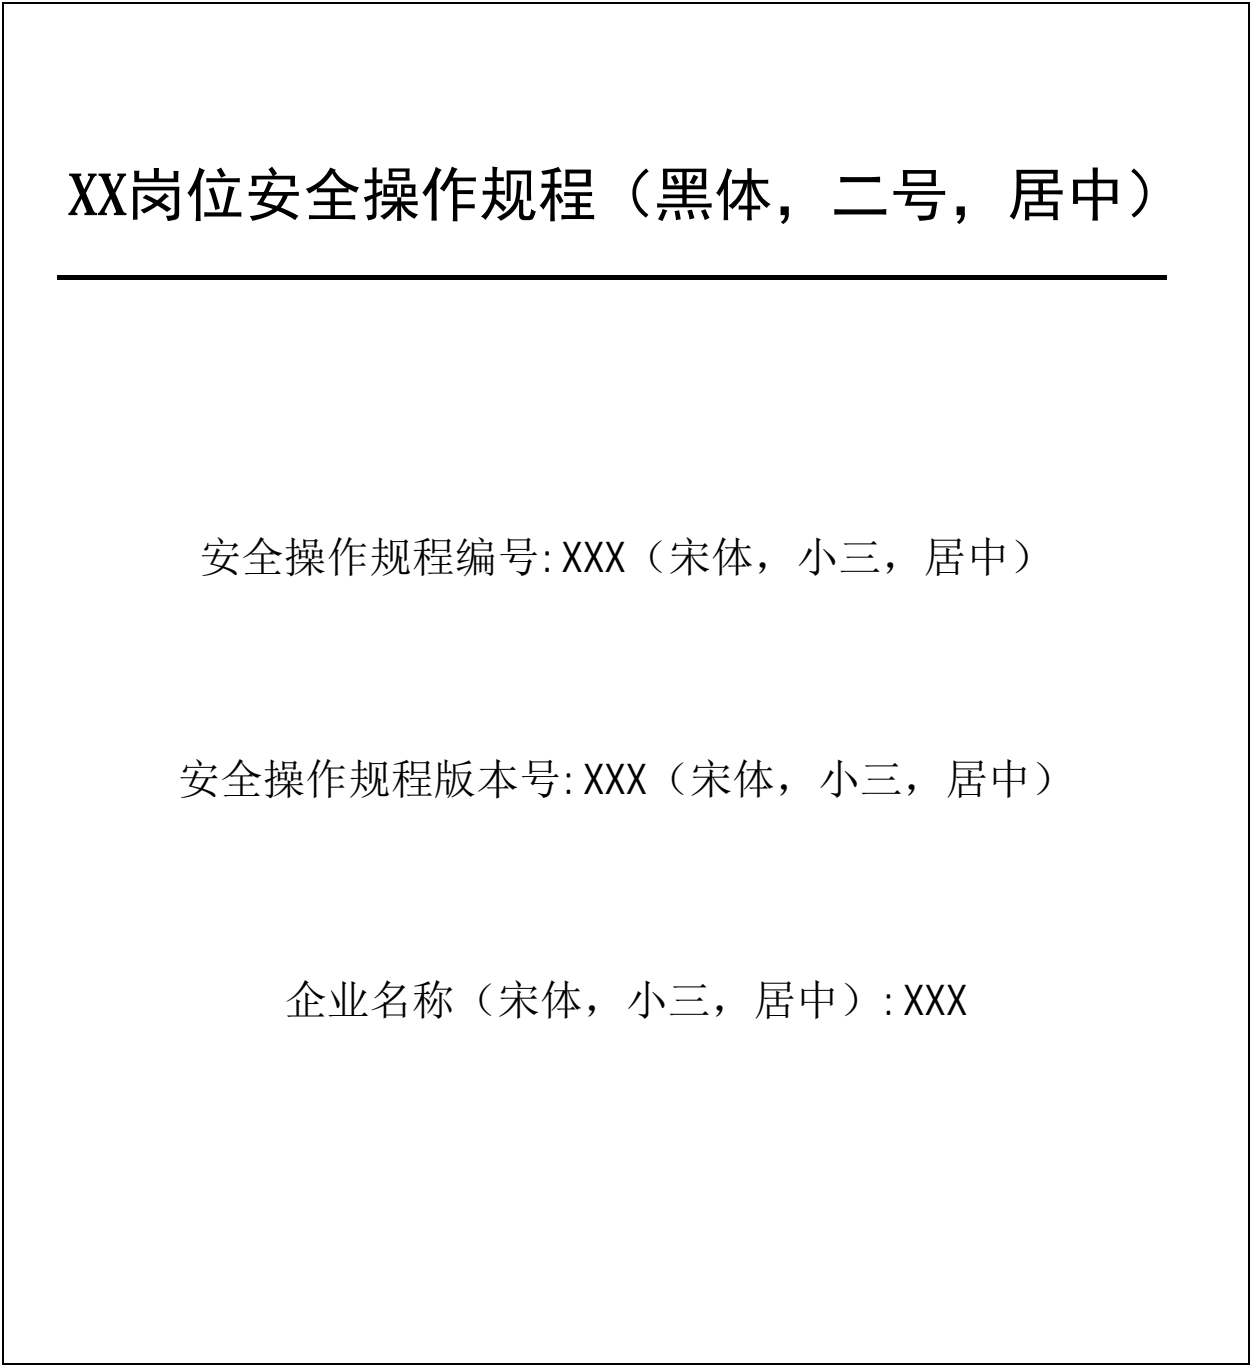 XX岗位安全操作规程（黑体，二号，居中）
安全操作规程编号:XXX（宋体，小三，居中）
安全操作规程版本号:XXX（宋体，小三，居中）
企业名称（宋体，小三，居中）:XXX